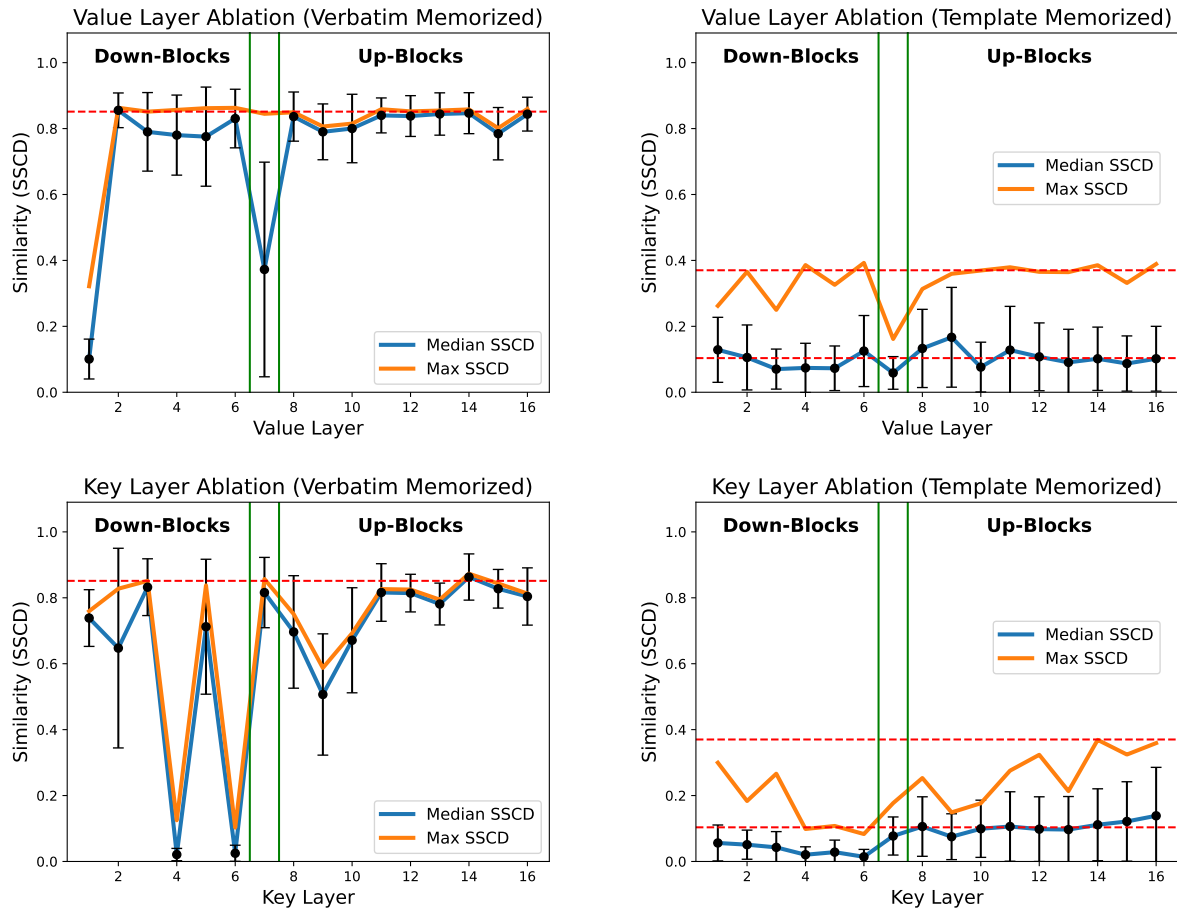 Value Layer Ablation (Verbatim Memorized)
Down-Blocks
Up-Blocks
1.0
0.8
0.6
0.4
0.2
0.0
Similarity (SSCD)
Median SSCD
Max SSCD
2 4 6 8 10 12 14 16
Value Layer
Value Layer Ablation (Template Memorized)
Down-Blocks
Up-Blocks
1.0
0.8
0.6
0.4
0.2
0.0
Similarity (SSCD)
Median SSCD
Max SSCD
2 4 6 8 10 12 14 16
Value Layer
Key Layer Ablation (Verbatim Memorized)
Down-Blocks
Up-Blocks
1.0
0.8
0.6
0.4
0.2
0.0
Similarity (SSCD)
Median SSCD
Max SSCD
2 4 6 8 10 12 14 16
Key Layer
Key Layer Ablation (Template Memorized)
Down-Blocks
Up-Blocks
1.0
0.8
0.6
0.4
0.2
0.0
Similarity (SSCD)
Median SSCD
Max SSCD
2 4 6 8 10 12 14 16
Key Layer